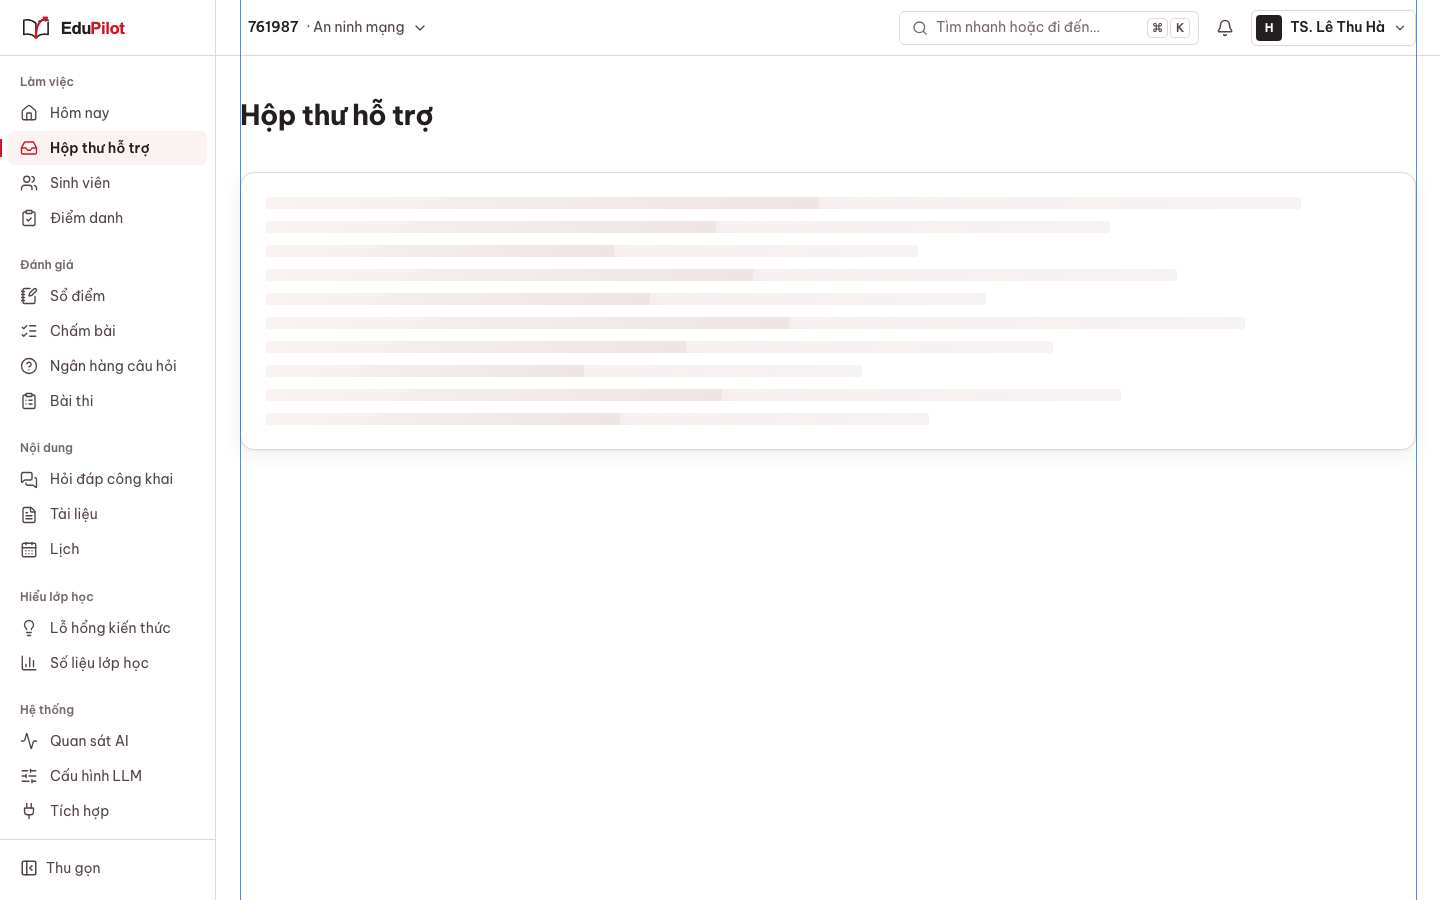 EduPilot
761987 · An ninh mạng
Tìm nhanh hoặc đi đến...
⌘ K
H
TS. Lê Thu Hà
Làm việc
Hôm nay
Hộp thư hỗ trợ
Sinh viên
Điểm danh
Đánh giá
Sổ điểm
Chấm bài
Ngân hàng câu hỏi
Bài thi
Nội dung
Hỏi đáp công khai
Tài liệu
Lịch
Hiểu lớp học
Lỗ hổng kiến thức
Số liệu lớp học
Hệ thống
Quan sát AI
Cấu hình LLM
Tích hợp
Thu gọn
Hộp thư hỗ trợ